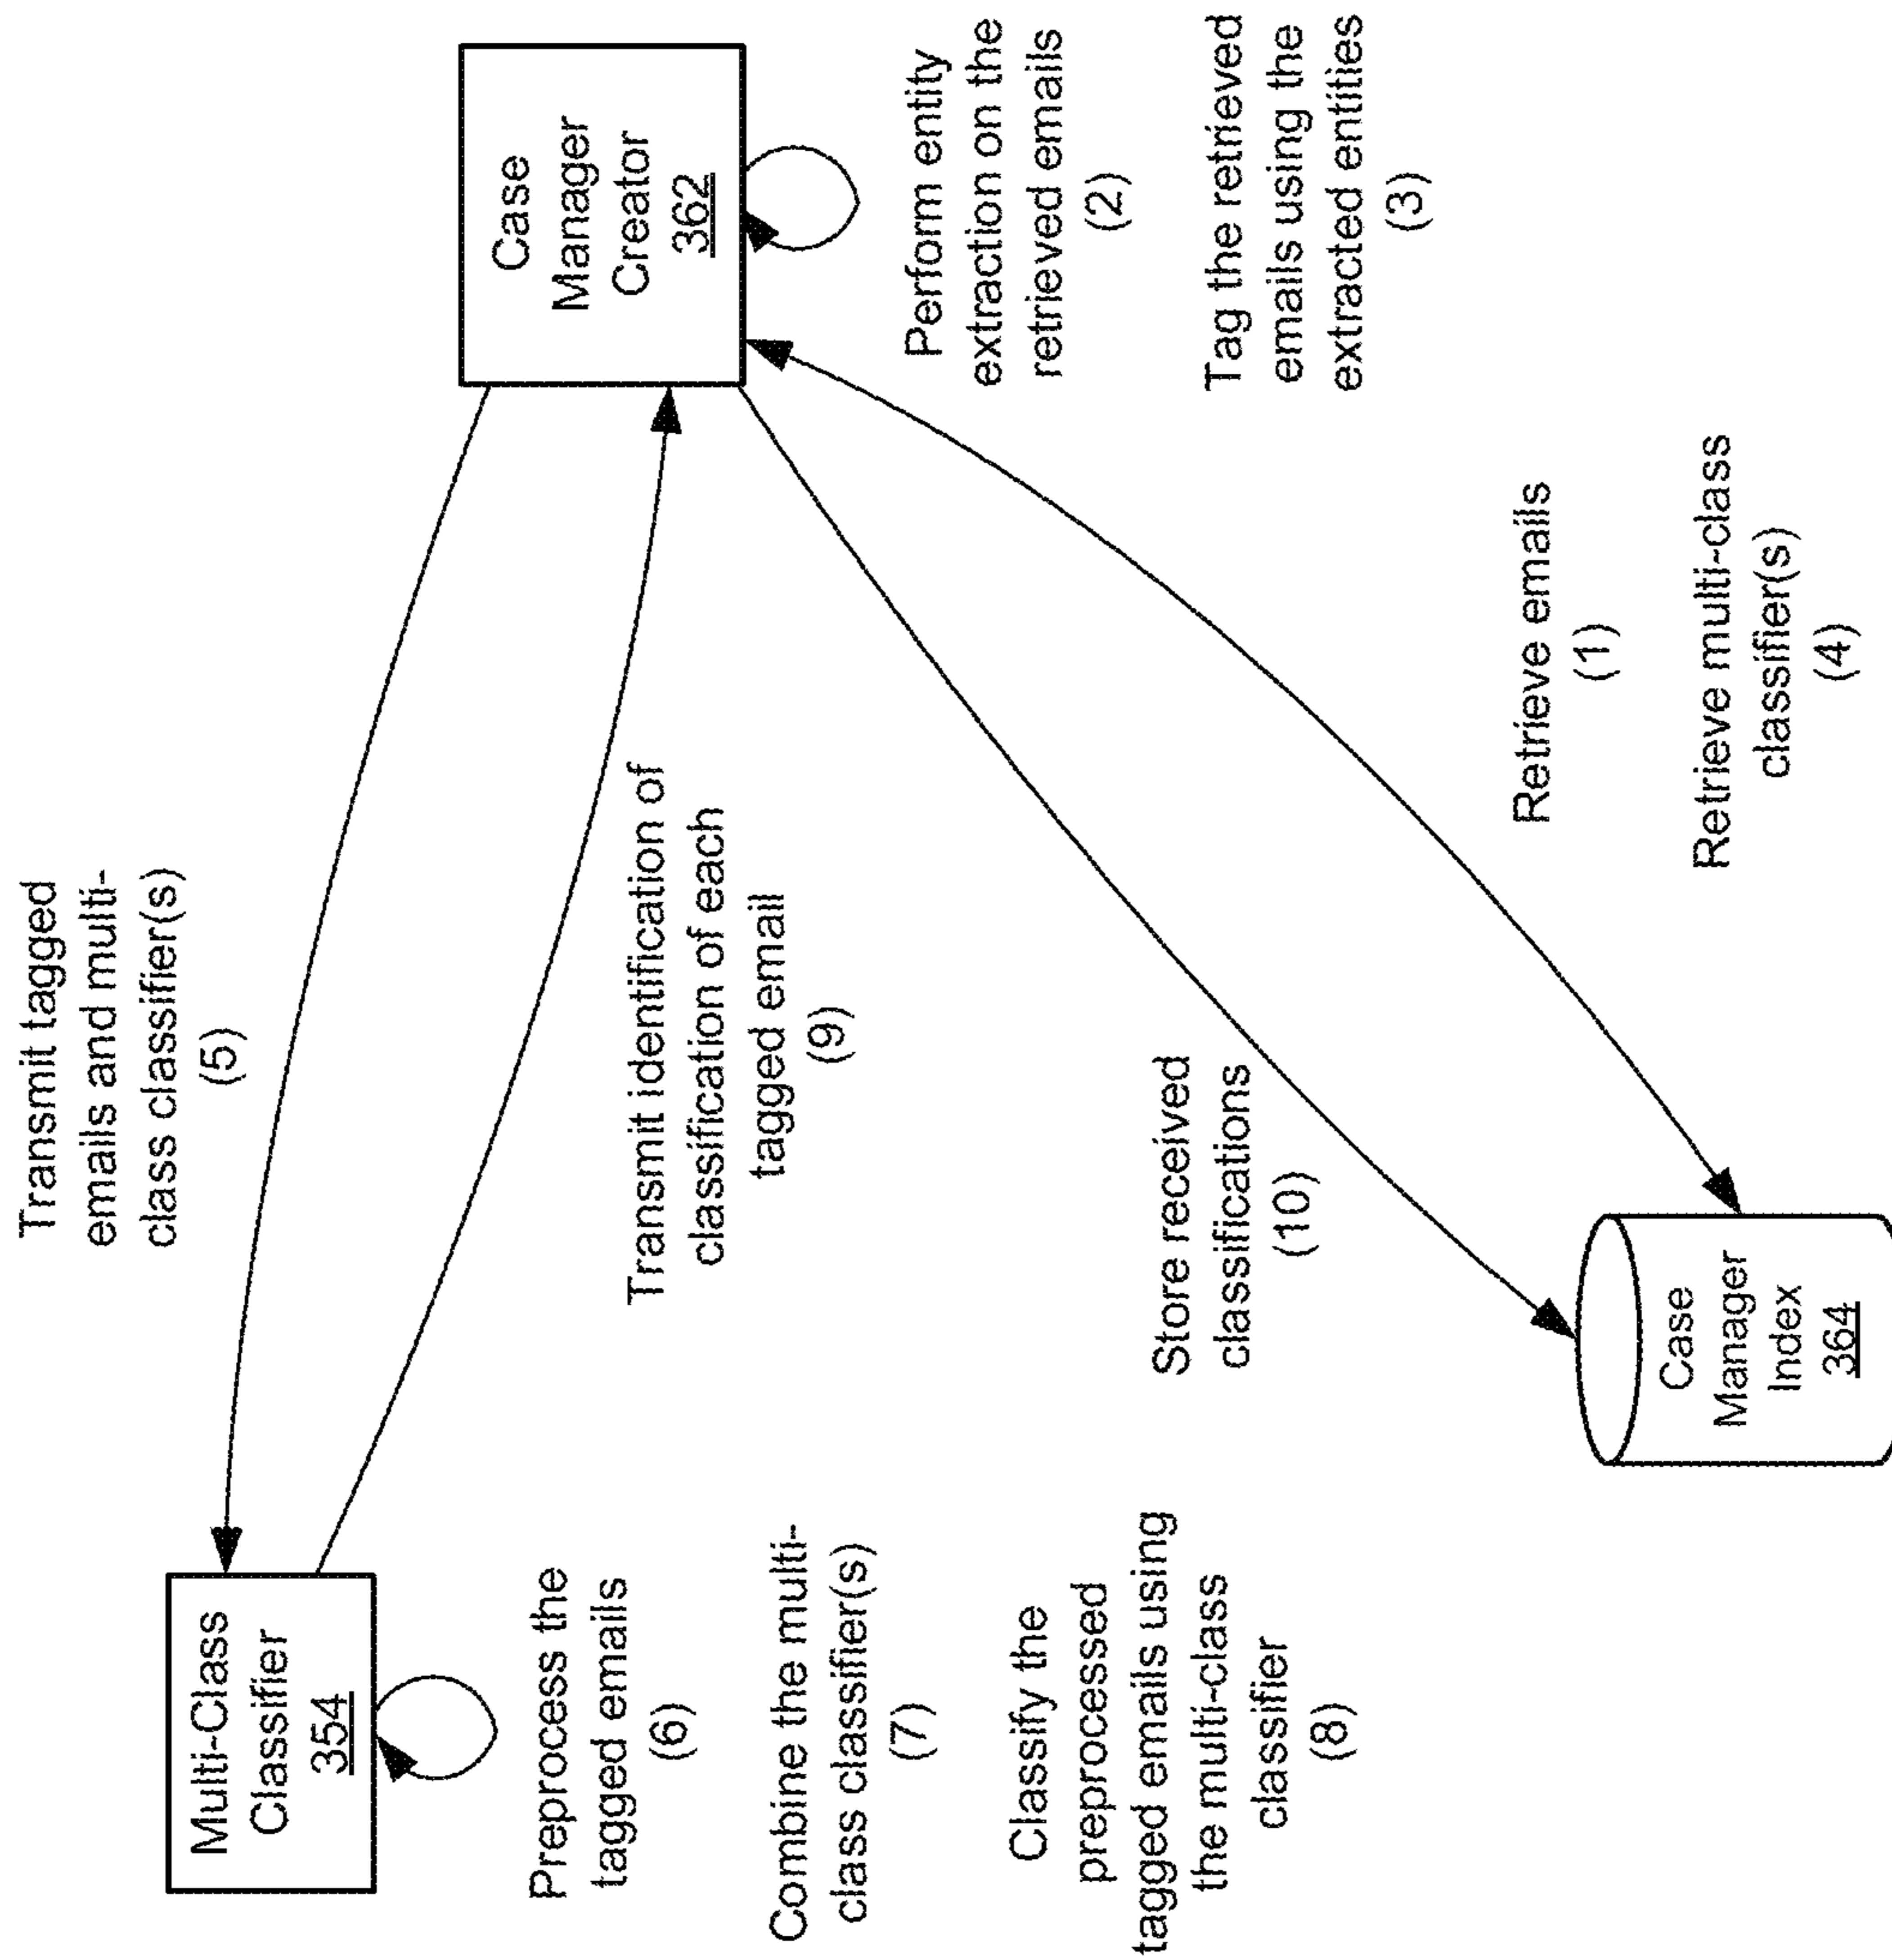 Transmit tagged
emails and multi-
class classifier(s)
(5)
Multi-Class
Classifier
354
Case
Manager
Creator
362
Transmit identification of
classification of each
tagged email
(9)
Preprocess the
tagged emails
(6)
Combine the multi-
class classifier(s)
(7)
Classify the
preprocessed
tagged emails using
the multi-class
classifier
(8)
Perform entity
extraction on the
retrieved emails
(2)
Tag the retrieved
emails using the
extracted entities
(3)
Store received
classifications
(10)
Retrieve emails
(1)
Retrieve multi-class
classifier(s)
(4)
Case
Manager
Index
364